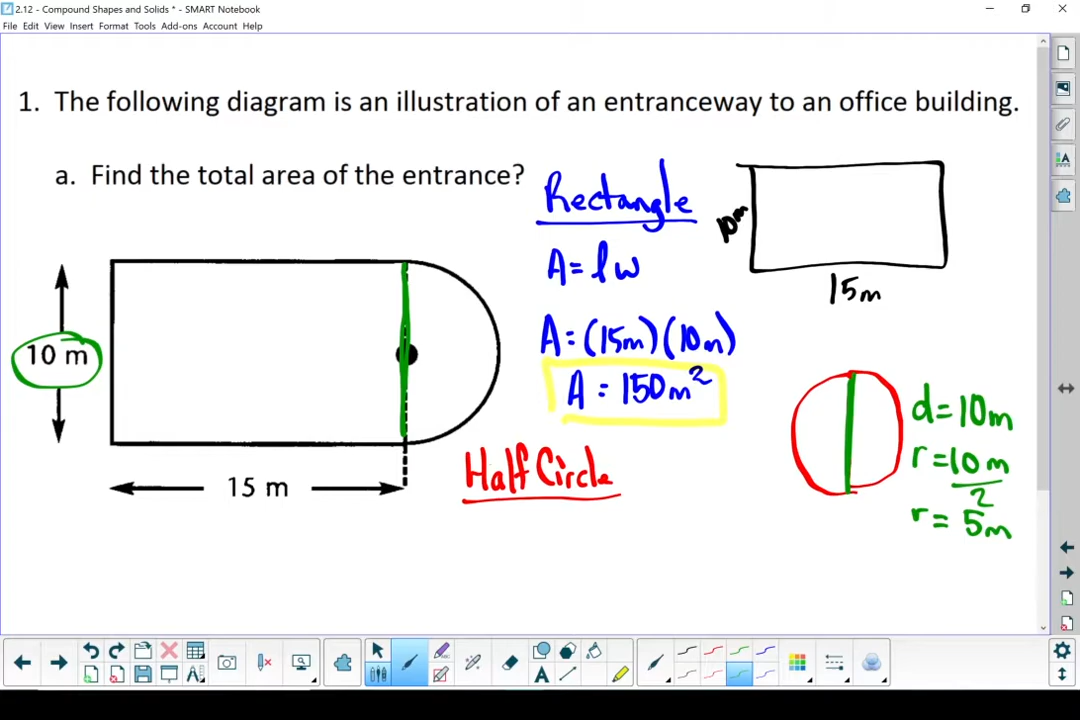 2.12 - Compound Shapes and Solids * - SMART Notebook
File Edit View Insert Format Tools Add-ons Account Help
1. The following diagram is an illustration of an entranceway to an office building.
a. Find the total area of the entrance?
Rectangle
A = lw
A = (15m)(10m)
A = 150m²
10m
15m
10 m
15 m
Half Circle
d = 10m
r = 10m
2
r = 5m